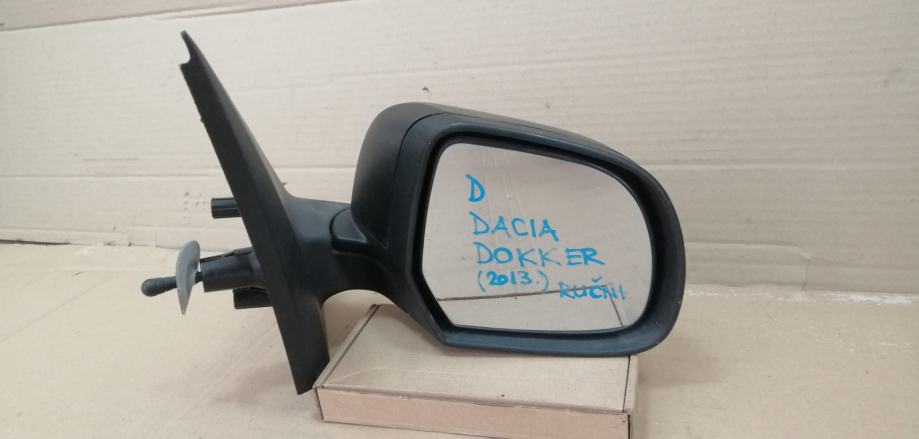 D
DACIA
DOKKER
(2013.) RUČNI